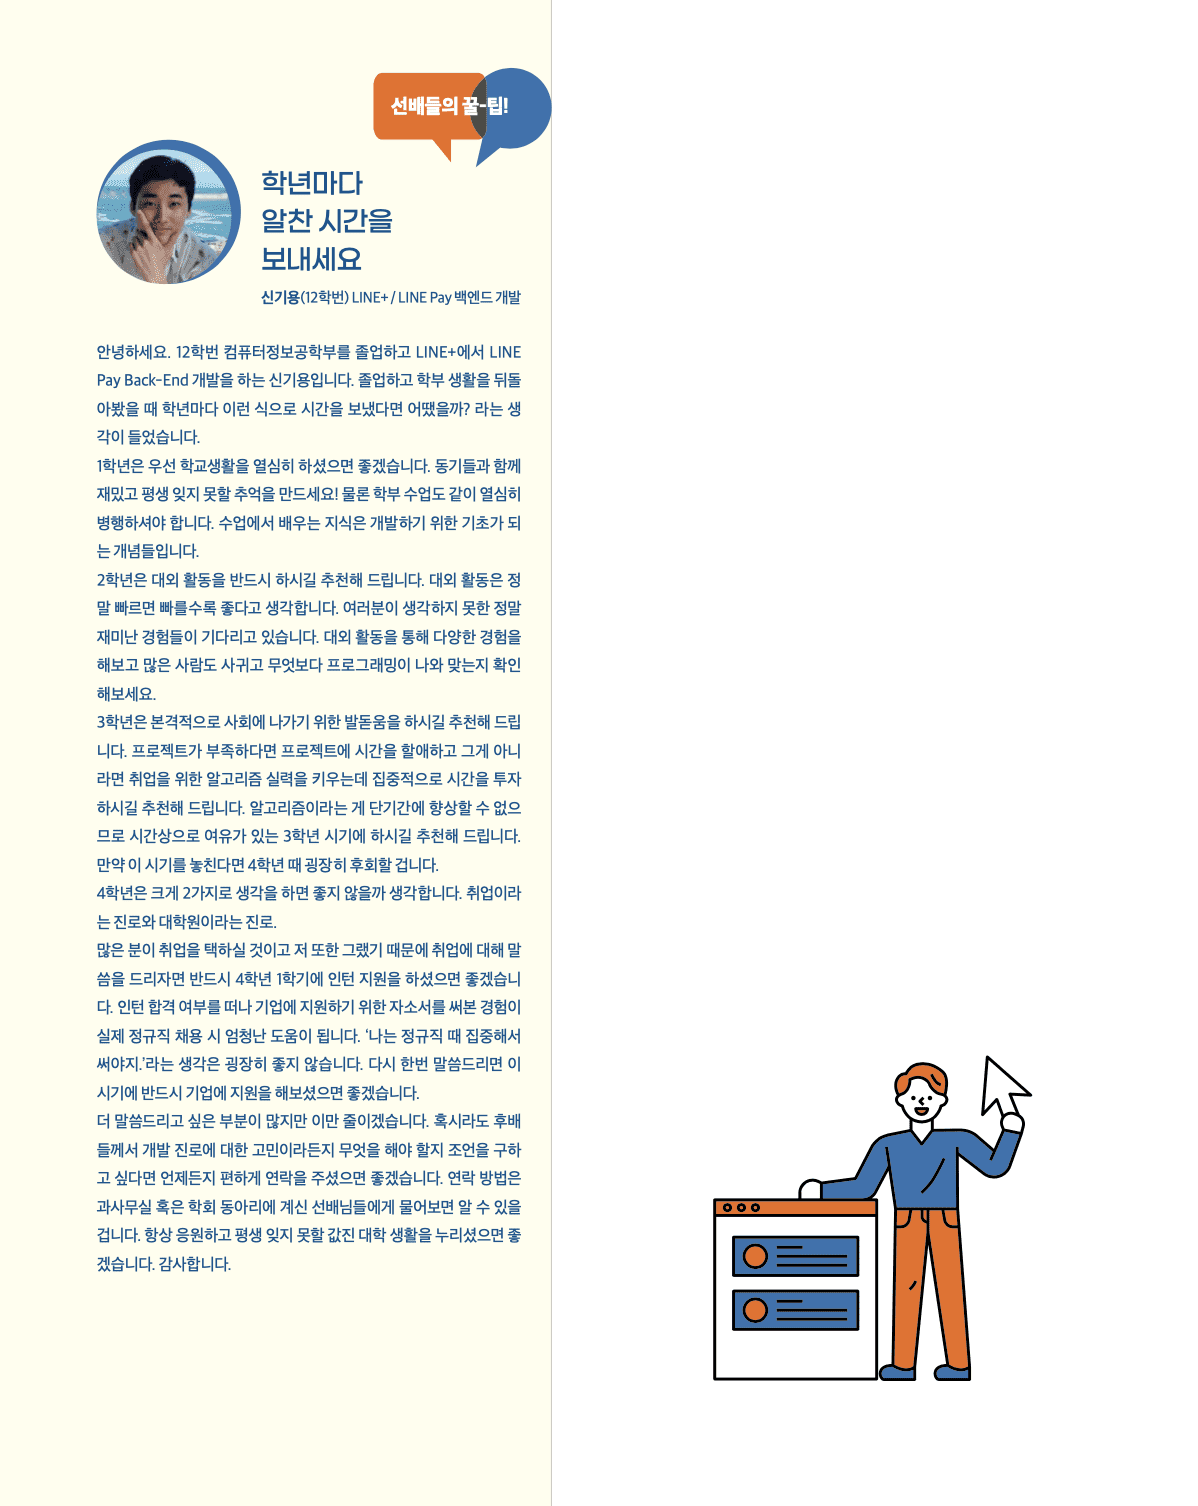 선배들의 꿀-팁!
학년마다
알찬 시간을
보내세요
신기용(12학번) LINE+ / LINE Pay 백엔드 개발
안녕하세요. 12학번 컴퓨터정보공학부를 졸업하고 LINE+에서 LINE
Pay Back-End 개발을 하는 신기용입니다. 졸업하고 학부 생활을 뒤돌
아봤을 때 학년마다 이런 식으로 시간을 보냈다면 어땠을까? 라는 생
각이 들었습니다.
1학년은 우선 학교생활을 열심히 하셨으면 좋겠습니다. 동기들과 함께
재밌고 평생 잊지 못할 추억을 만드세요! 물론 학부 수업도 같이 열심히
병행하셔야 합니다. 수업에서 배우는 지식은 개발하기 위한 기초가 되
는 개념들입니다.
2학년은 대외 활동을 반드시 하시길 추천해 드립니다. 대외 활동은 정
말 빠르면 빠를수록 좋다고 생각합니다. 여러분이 생각하지 못한 정말
재미난 경험들이 기다리고 있습니다. 대외 활동을 통해 다양한 경험을
해보고 많은 사람도 사귀고 무엇보다 프로그래밍이 나와 맞는지 확인
해보세요.
3학년은 본격적으로 사회에 나가기 위한 발돋움을 하시길 추천해 드립
니다. 프로젝트가 부족하다면 프로젝트에 시간을 할애하고 그게 아니
라면 취업을 위한 알고리즘 실력을 키우는데 집중적으로 시간을 투자
하시길 추천해 드립니다. 알고리즘이라는 게 단기간에 향상할 수 없으
므로 시간상으로 여유가 있는 3학년 시기에 하시길 추천해 드립니다.
만약 이 시기를 놓친다면 4학년 때 굉장히 후회할 겁니다.
4학년은 크게 2가지로 생각을 하면 좋지 않을까 생각합니다. 취업이라
는 진로와 대학원이라는 진로.
많은 분이 취업을 택하실 것이고 저 또한 그랬기 때문에 취업에 대해 말
씀을 드리자면 반드시 4학년 1학기에 인턴 지원을 하셨으면 좋겠습니
다. 인턴 합격 여부를 떠나 기업에 지원하기 위한 자소서를 써본 경험이
실제 정규직 채용 시 엄청난 도움이 됩니다. ‘나는 정규직 때 집중해서
써야지.’라는 생각은 굉장히 좋지 않습니다. 다시 한번 말씀드리면 이
시기에 반드시 기업에 지원을 해보셨으면 좋겠습니다.
더 말씀드리고 싶은 부분이 많지만 이만 줄이겠습니다. 혹시라도 후배
들께서 개발 진로에 대한 고민이라든지 무엇을 해야 할지 조언을 구하
고 싶다면 언제든지 편하게 연락을 주셨으면 좋겠습니다. 연락 방법은
과사무실 혹은 학회 동아리에 계신 선배님들에게 물어보면 알 수 있을
겁니다. 항상 응원하고 평생 잊지 못할 값진 대학 생활을 누리셨으면 좋
겠습니다. 감사합니다.